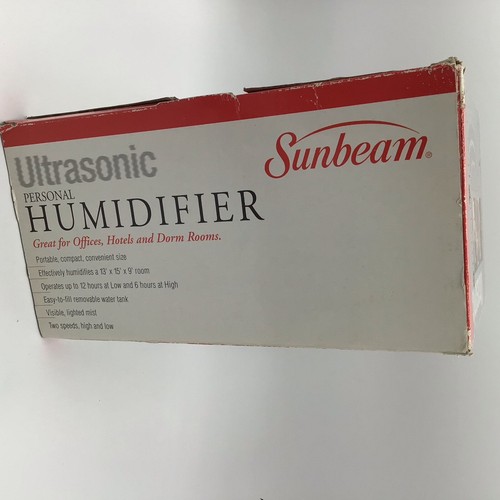 Ultrasonic
PERSONAL
HUMIDIFIER
Great for Offices, Hotels and Dorm Rooms.
Portable, compact, convenient size
Effectively humidifies a 13' x 15' x 9' room
Operates up to 12 hours at Low and 6 hours at High
Easy-to-fill removable water tank
Visible, lighted mist
Two speeds, high and low
Sunbeam®